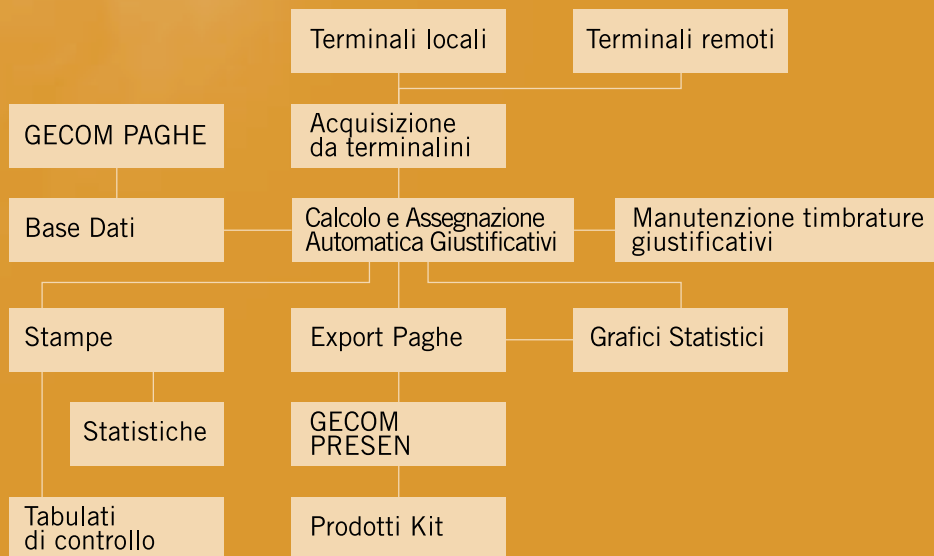 Terminali locali
Terminali remoti
GECOM PAGHE
Acquisizione
da terminalini
Base Dati
Calcolo e Assegnazione
Automatica Giustificativi
Manutenzione timbrature
giustificativi
Stampe
Export Paghe
Grafici Statistici
Statistiche
GECOM
PRESEN
Tabulati
di controllo
Prodotti Kit